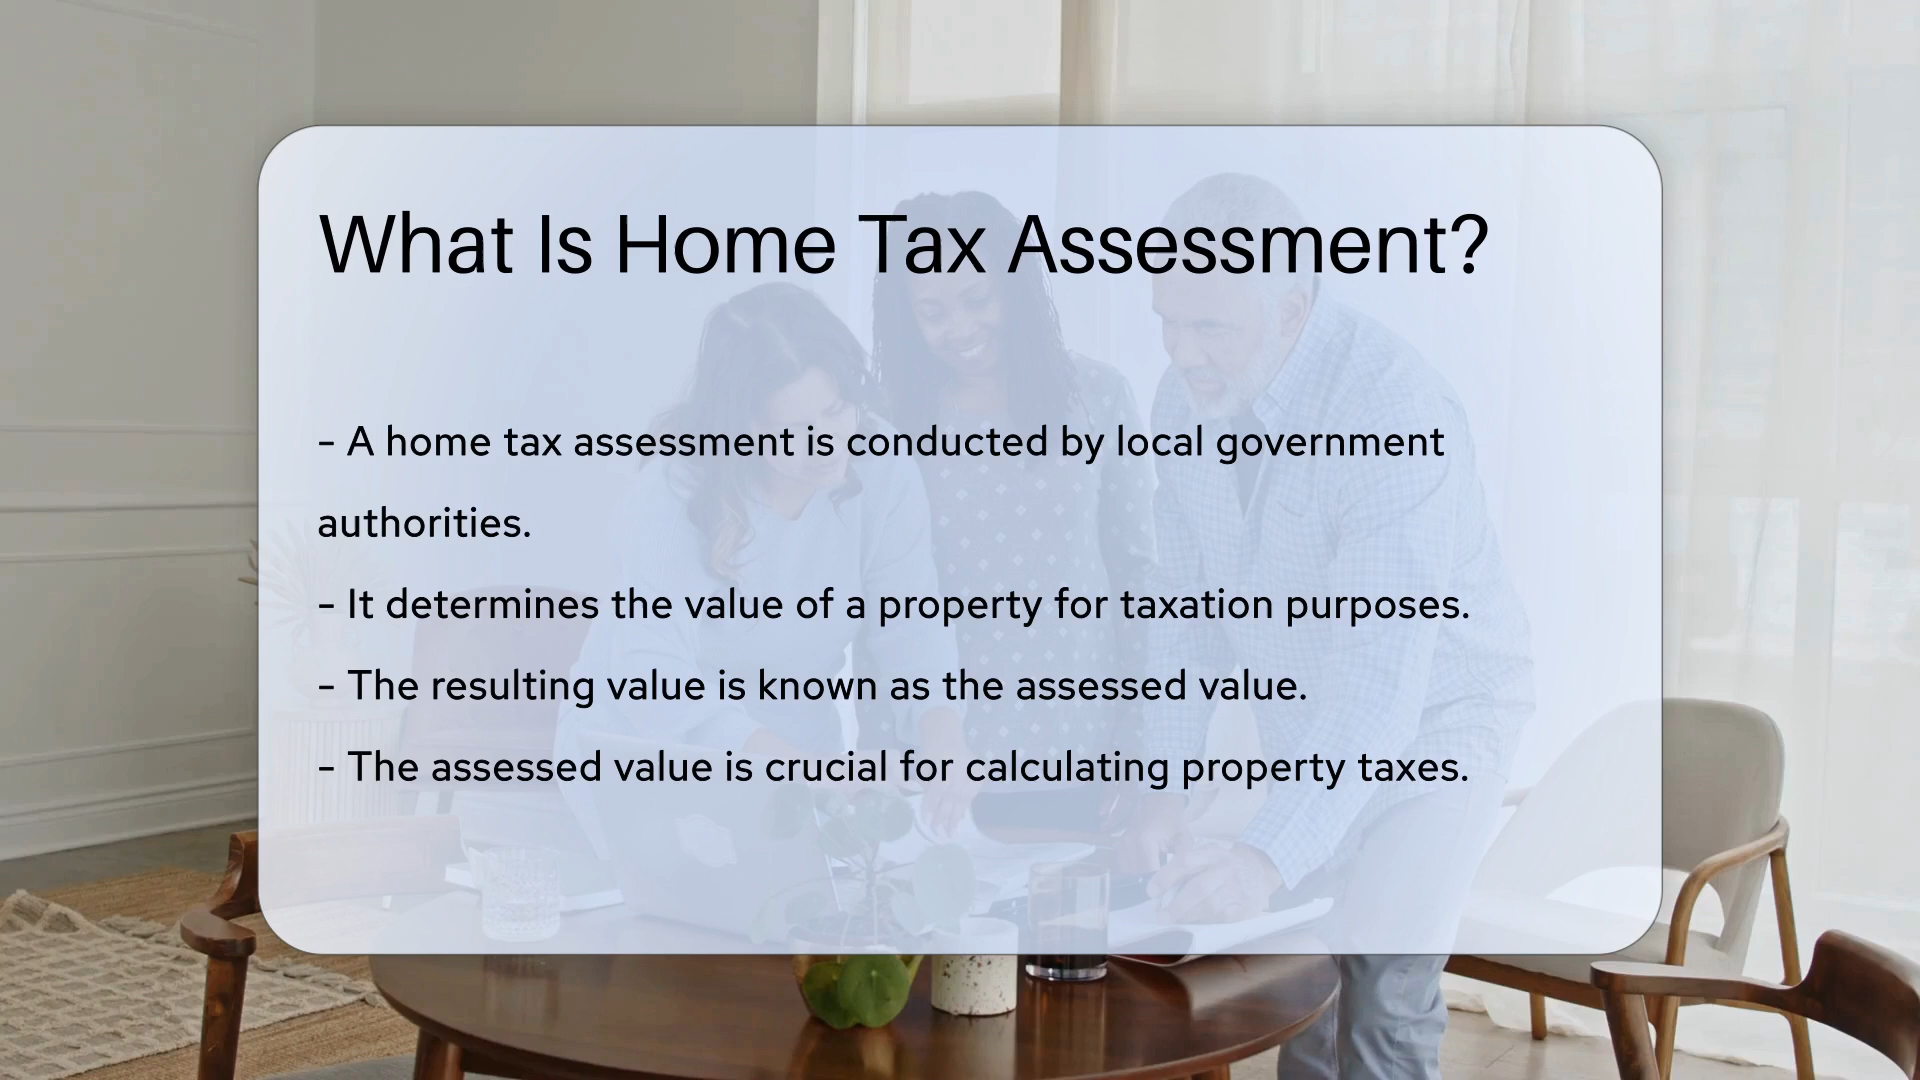 What Is Home Tax Assessment?
– A home tax assessment is conducted by local government
authorities.
– It determines the value of a property for taxation purposes.
– The resulting value is known as the assessed value.
– The assessed value is crucial for calculating property taxes.